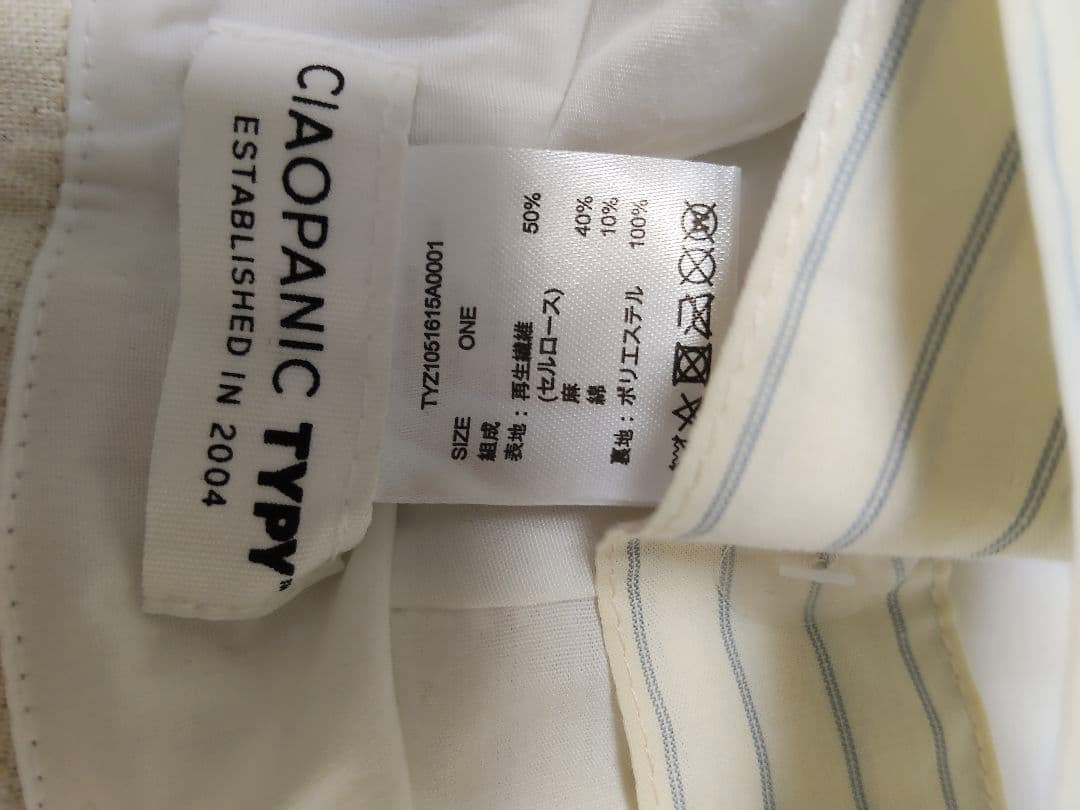 CIAOPANIC TYPY™
ESTABLISHED IN 2004
TYZ1051615A0001
SIZE ONE
組成
表地：再生繊維 50%
(セルロース)
麻 40%
綿 10%
裏地：ポリエステル 100%